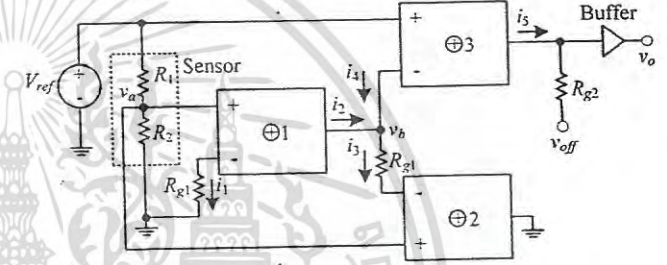 Buffer
i5
+
⊕3
-
vo
Vref
+
-
R1
Sensor
va
R2
i4
Rg2
+
⊕1
-
i2
vb
voff
i3
Rg1
Rg1
i1
-
⊕2
+